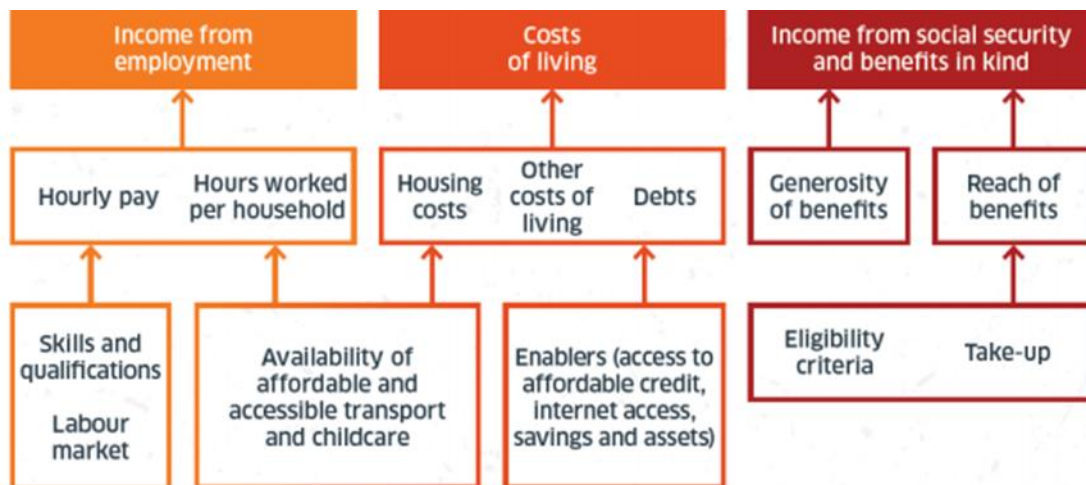 Income from
employment
Costs
of living
Income from social security
and benefits in kind
Hourly pay
Hours worked
per household
Housing
costs
Other
costs of
living
Debts
Generosity
of benefits
Reach of
benefits
Skills and
qualifications
Labour
market
Availability of
affordable and
accessible transport
and childcare
Enablers (access to
affordable credit,
internet access,
savings and assets)
Eligibility
criteria
Take-up